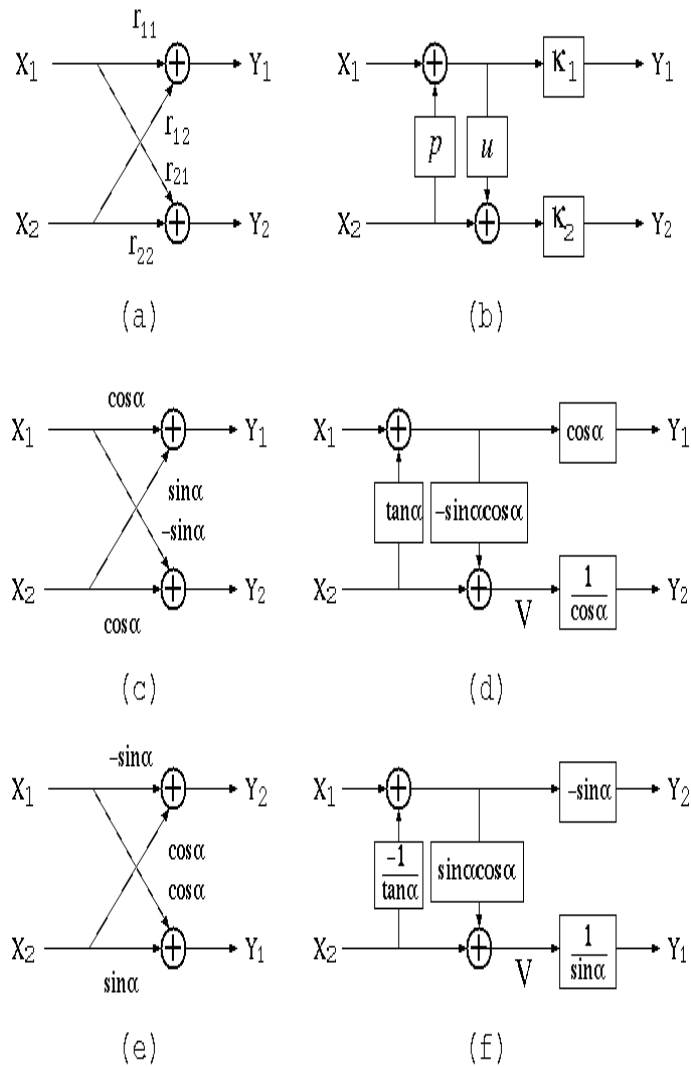 r₁₁
X₁ Y₁
r₁₂
r₂₁
X₂ Y₂
r₂₂
(a)
X₁ κ₁ Y₁
p u
X₂ κ₂ Y₂
(b)
cosα
X₁ Y₁
sinα
-sinα
X₂ Y₂
cosα
(c)
X₁ cosα Y₁
tanα -sinαcosα
X₂ V 1/cosα Y₂
(d)
-sinα
X₁ Y₂
cosα
cosα
X₂ Y₁
sinα
(e)
X₁ -sinα Y₂
-1/tanα sinαcosα
X₂ V 1/sinα Y₁
(f)